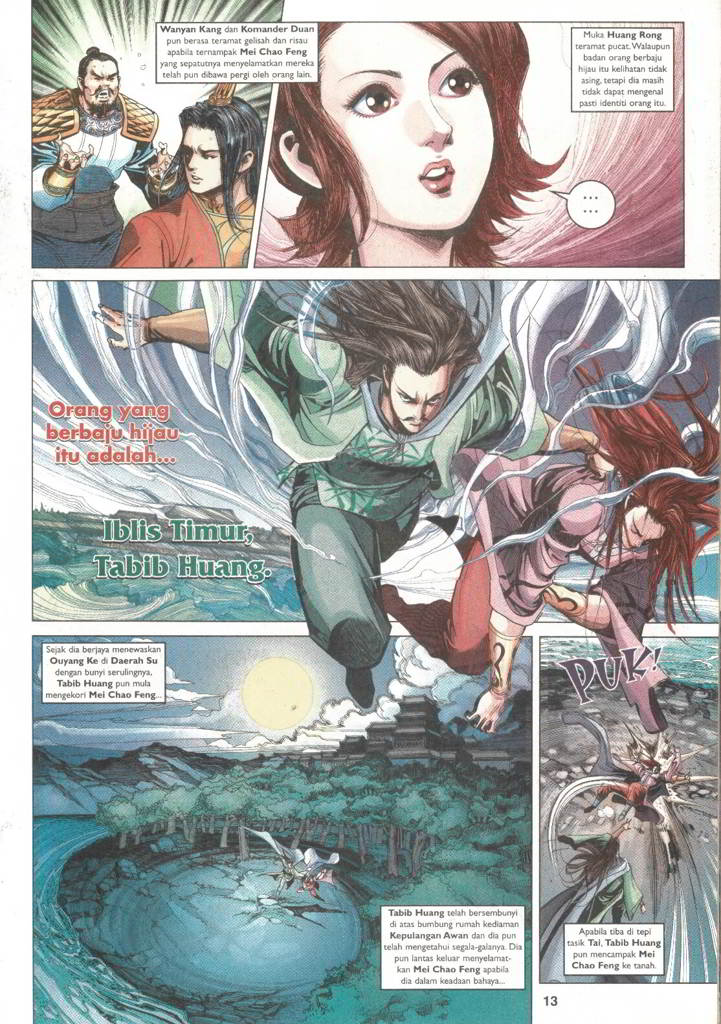 Wanyan Kang dan Komander Duan
pun berasa teramat gelisah dan risau
apabila ternampak Mei Chao Feng
yang sepatutnya menyelamatkan mereka
telah pun dibawa pergi oleh orang lain.
Muka Huang Rong
teramat pucat. Walaupun
badan orang berbaju
hijau itu kelihatan tidak
asing, tetapi dia masih
tidak dapat mengenal
pasti identiti orang itu.
...
...
Orang yang
berbaju hijau
itu adalah...
Iblis Timur,
Tabib Huang.
Sejak dia berjaya menewaskan
Ouyang Ke di Daerah Su
dengan bunyi serulingnya,
Tabib Huang pun mula
mengekori Mei Chao Feng...
Tabib Huang telah bersembunyi
di atas bumbung rumah kediaman
Kepulangan Awan dan dia pun
telah mengetahui segala-galanya. Dia
pun lantas keluar menyelamat-
kan Mei Chao Feng apabila
dia dalam keadaan bahaya...
PUK!
Apabila tiba di tepi
tasik Tai, Tabib Huang
pun mencampak Mei
Chao Feng ke tanah.
13